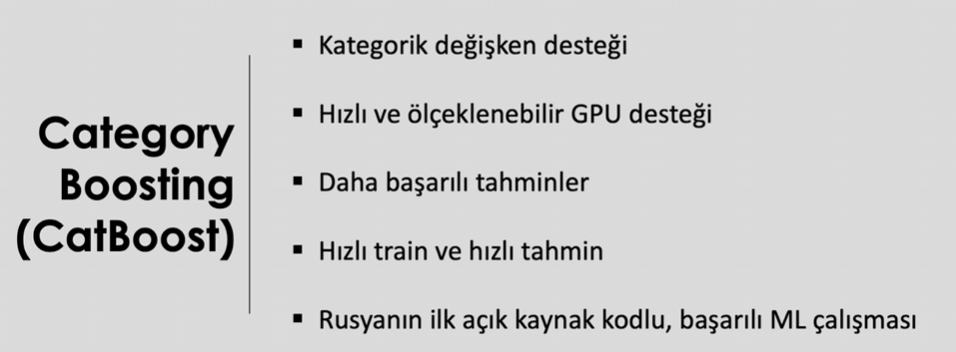 Category
Boosting
(CatBoost)
▪ Kategorik değişken desteği
▪ Hızlı ve ölçeklenebilir GPU desteği
▪ Daha başarılı tahminler
▪ Hızlı train ve hızlı tahmin
▪ Rusyanın ilk açık kaynak kodlu, başarılı ML çalışması